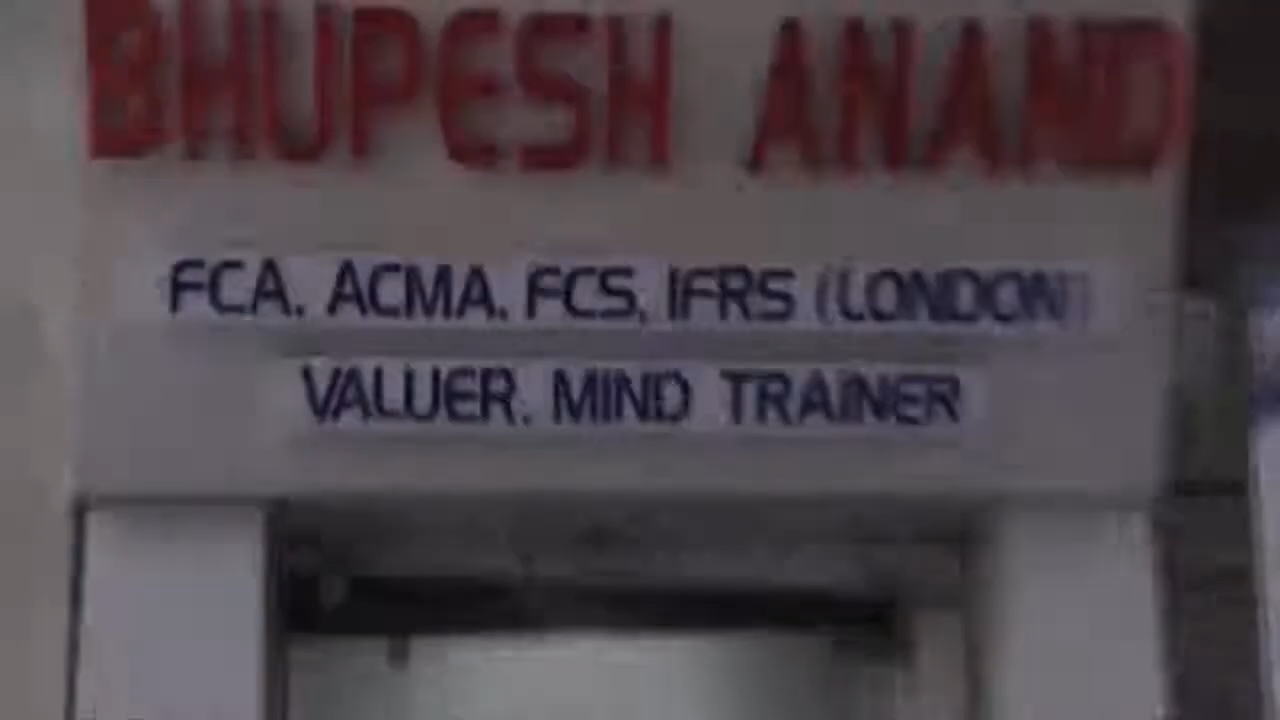 BHUPESH ANAND
FCA. ACMA. FCS, IFRS (LONDON)
VALUER. MIND TRAINER